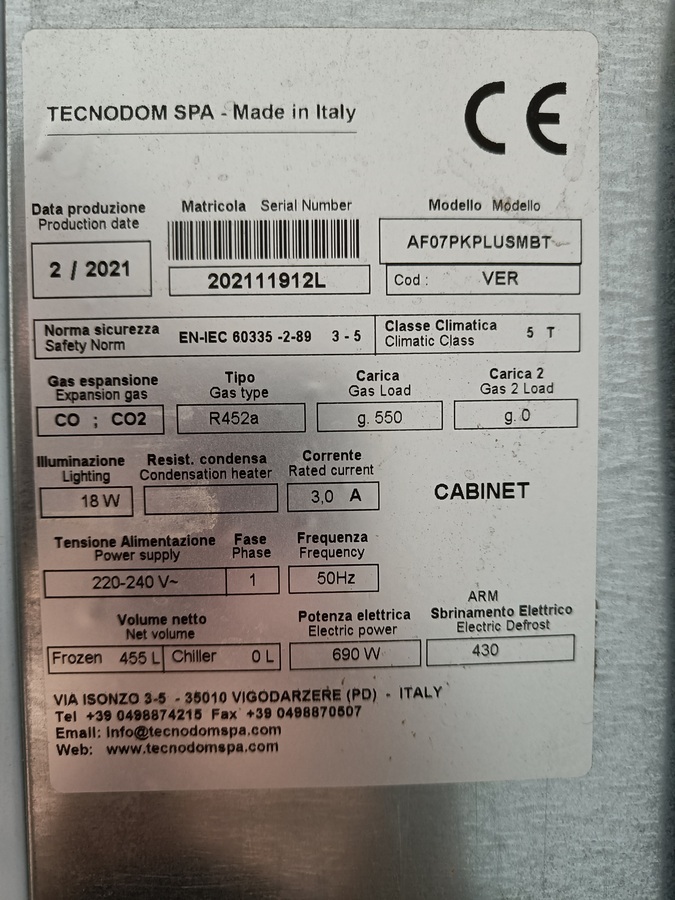 TECNODOM SPA - Made in Italy
CE
Data produzione
Production date
2 / 2021
Matricola Serial Number
202111912L
Modello Modello
AF07PKPLUSMBT
Cod : VER
Norma sicurezza
Safety Norm
EN-IEC 60335 -2-89 3 - 5
Classe Climatica
Climatic Class
5 T
Gas espansione
Expansion gas
CO ; CO2
Tipo
Gas type
R452a
Carica
Gas Load
g. 550
Carica 2
Gas 2 Load
g. 0
Illuminazione
Lighting
18 W
Resist. condensa
Condensation heater
Corrente
Rated current
3,0 A
CABINET
Tensione Alimentazione
Power supply
220-240 V~
Fase
Phase
1
Frequenza
Frequency
50Hz
Volume netto
Net volume
Frozen 455 L Chiller 0 L
Potenza elettrica
Electric power
690 W
ARM
Sbrinamento Elettrico
Electric Defrost
430
VIA ISONZO 3-5 - 35010 VIGODARZERE (PD) - ITALY
Tel +39 0498874215 Fax +39 0498870507
Email: info@tecnodomspa.com
Web: www.tecnodomspa.com